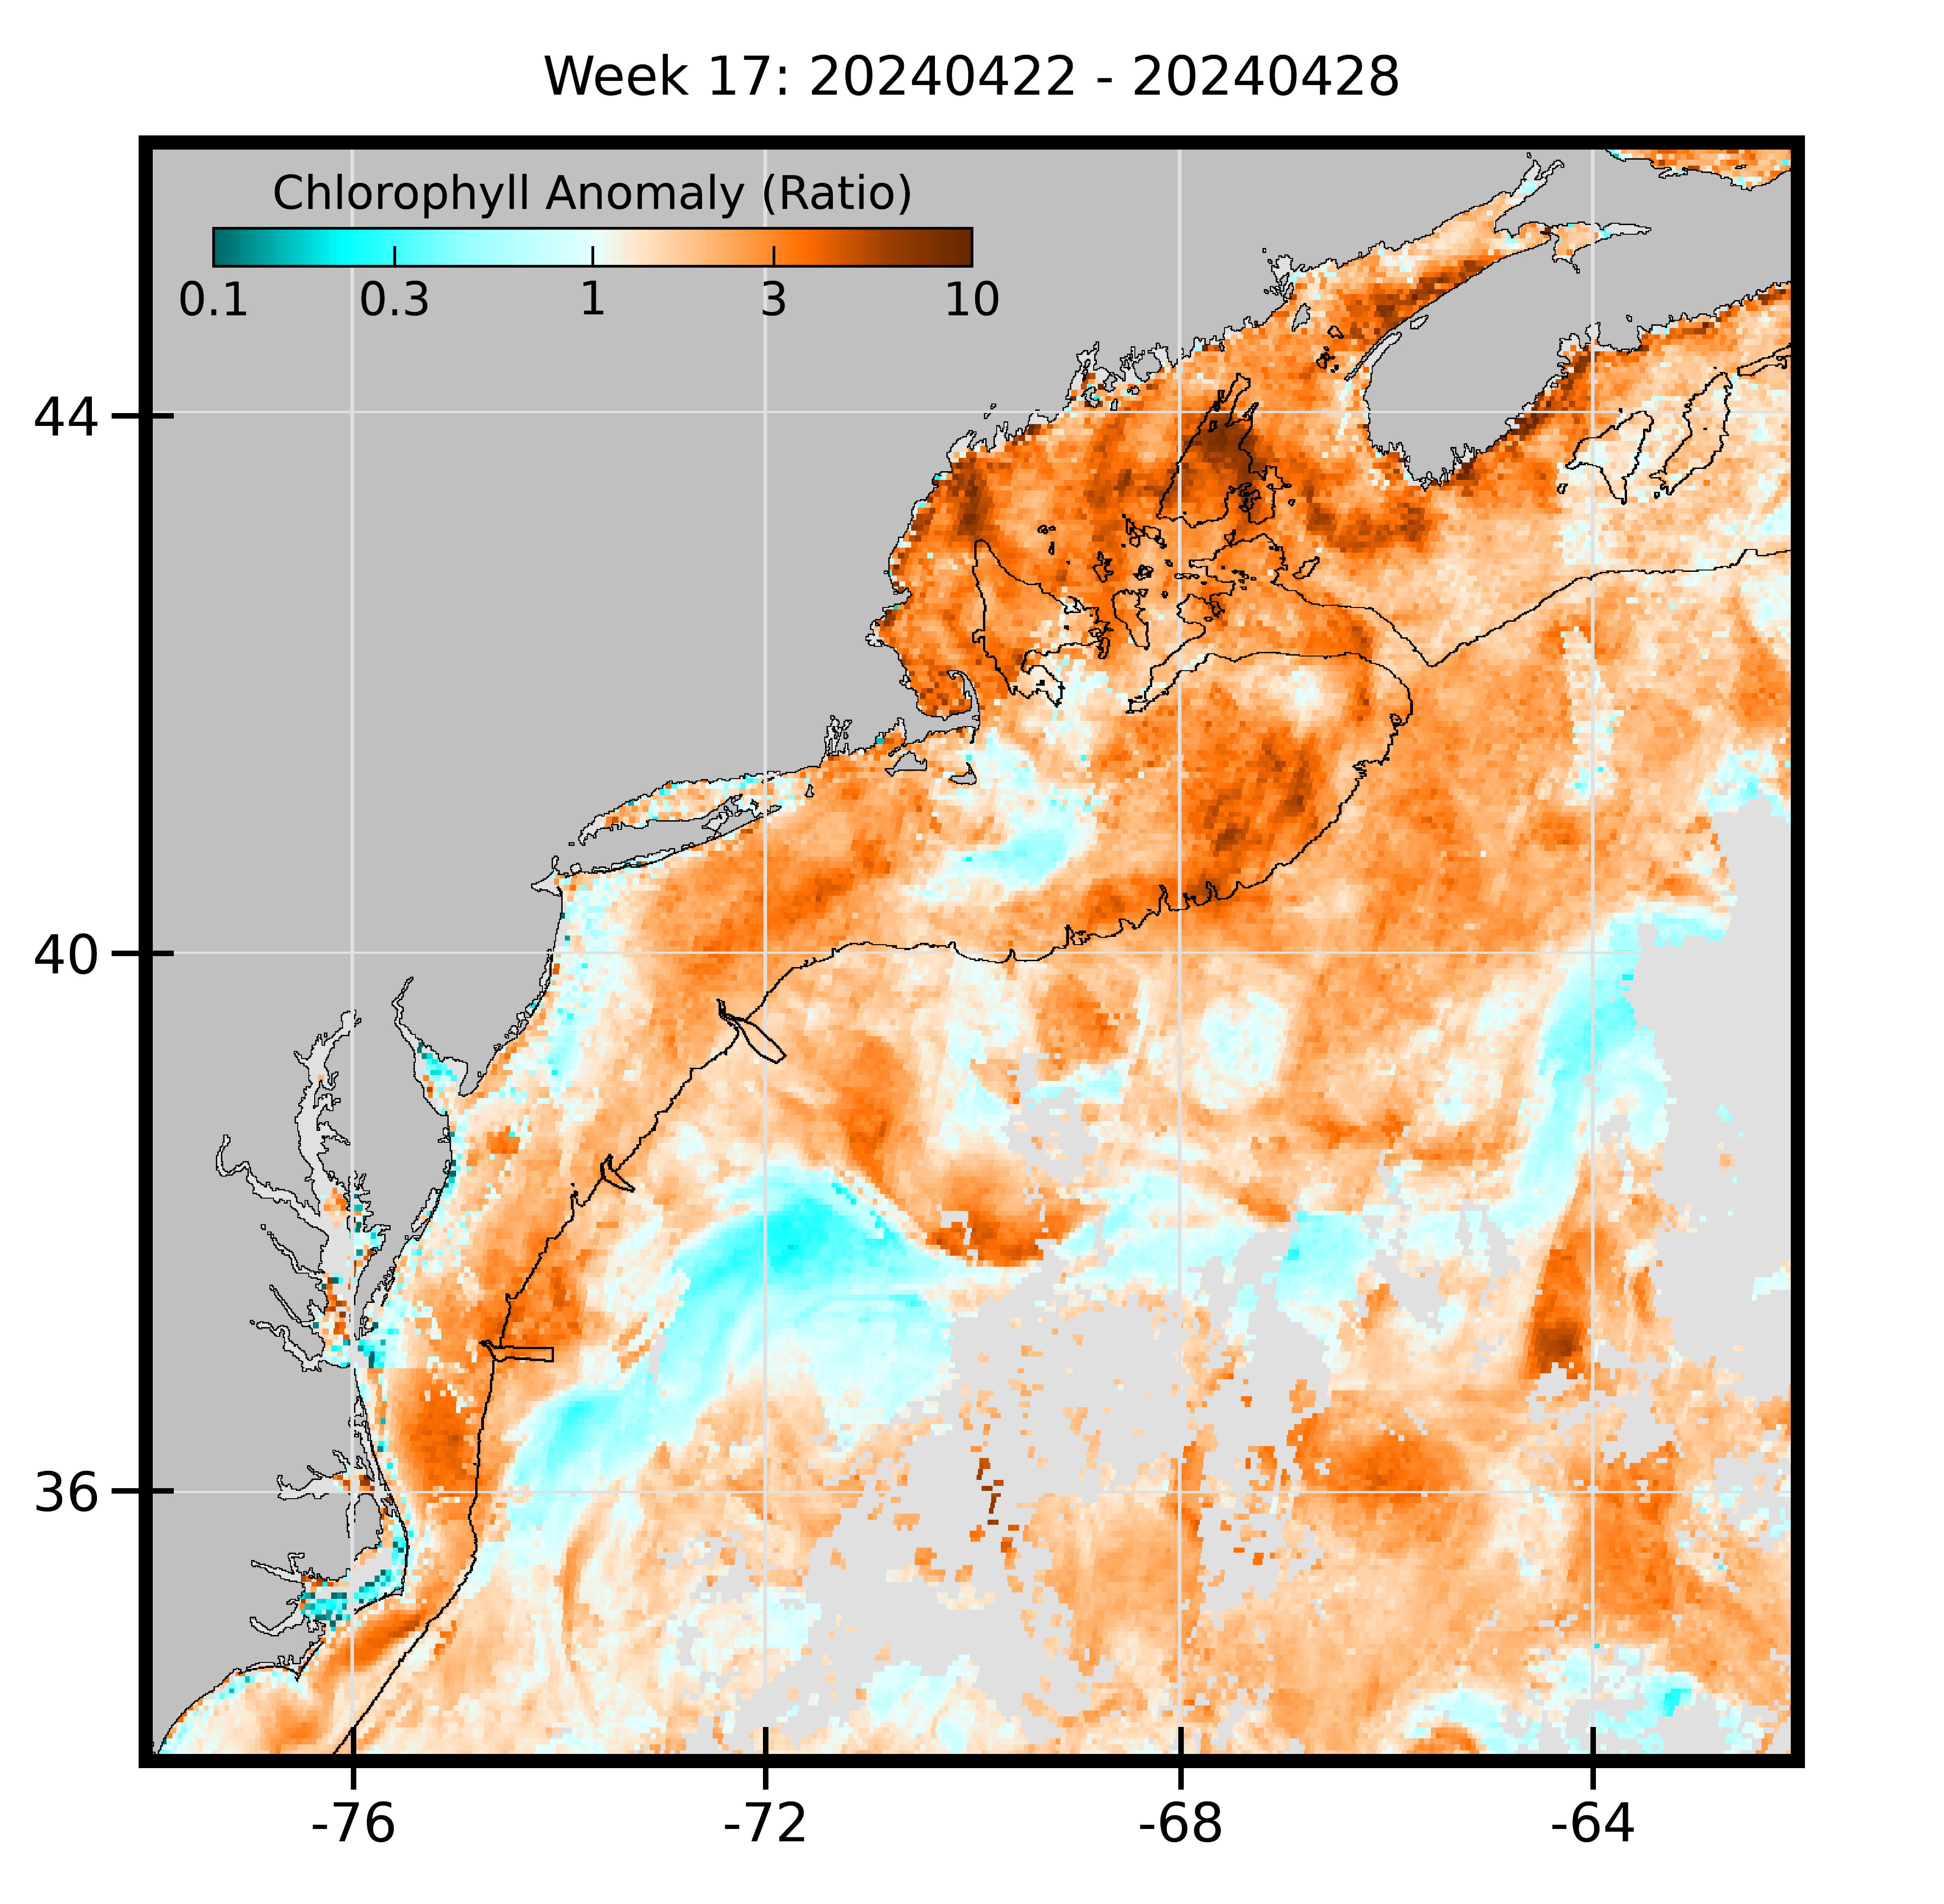 Week 17: 20240422 - 20240428
Chlorophyll Anomaly (Ratio)
0.1 0.3 1 3 10
44
40
36
-76 -72 -68 -64